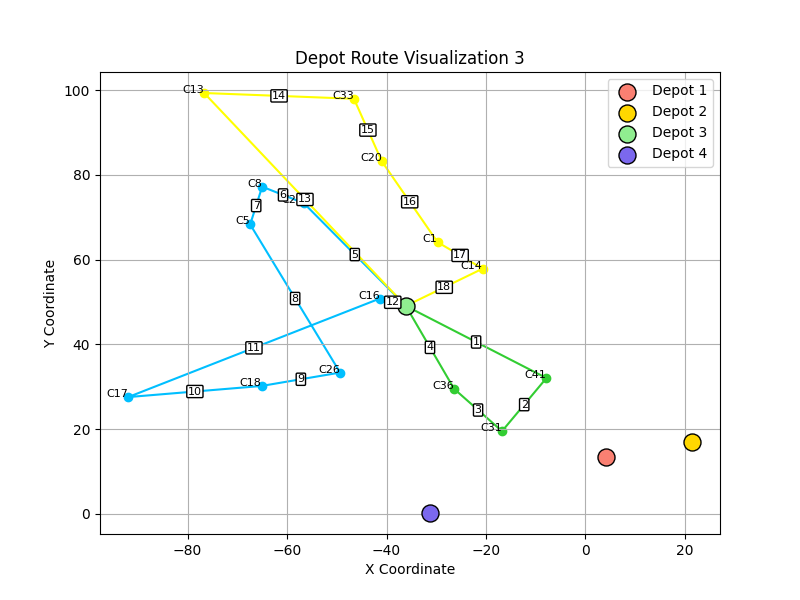 Depot Route Visualization 3
Depot 1
Depot 2
Depot 3
Depot 4
100
80
60
40
20
0
Y Coordinate
−80
−60
−40
−20
0
20
X Coordinate
C13
14
C33
15
C20
16
C8
6
13
7
C5
C1
17
5
C14
18
8
C16
12
1
11
4
C26
C41
9
C18
C36
10
C17
2
3
C31